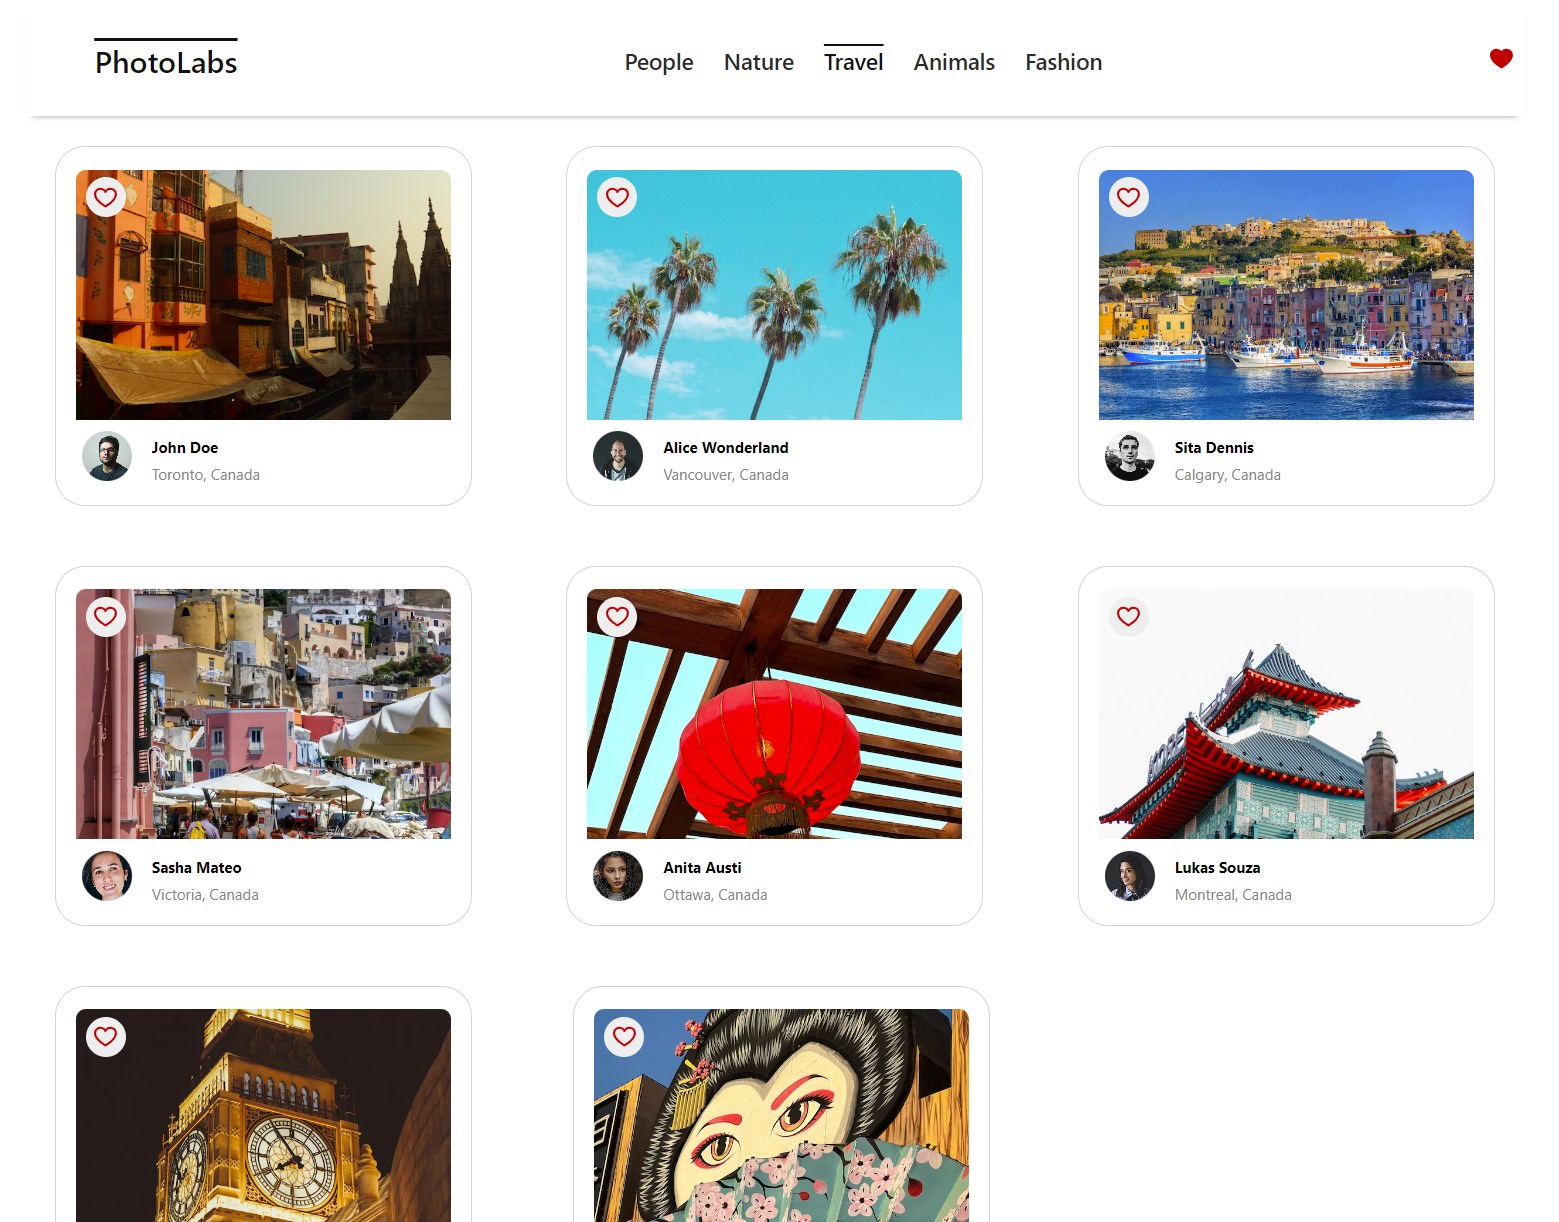 PhotoLabs
People Nature Travel Animals Fashion
John Doe
Toronto, Canada
Alice Wonderland
Vancouver, Canada
Sita Dennis
Calgary, Canada
Sasha Mateo
Victoria, Canada
Anita Austi
Ottawa, Canada
Lukas Souza
Montreal, Canada